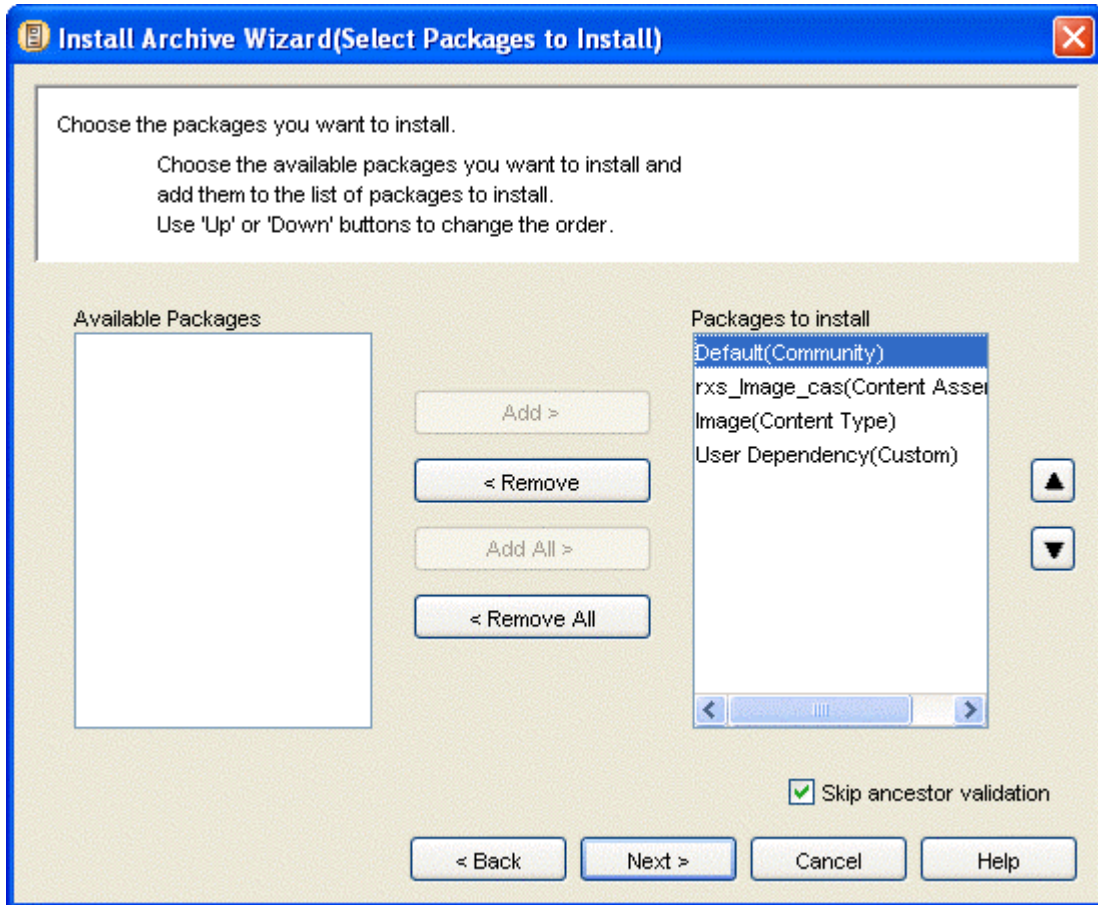 Install Archive Wizard(Select Packages to Install)
Choose the packages you want to install.
Choose the available packages you want to install and
add them to the list of packages to install.
Use 'Up' or 'Down' buttons to change the order.
Available Packages
Packages to install
Default(Community)
rxs_Image_cas(Content Asse
Image(Content Type)
User Dependency(Custom)
Add >
< Remove
Add All >
< Remove All
Skip ancestor validation
< Back
Next >
Cancel
Help